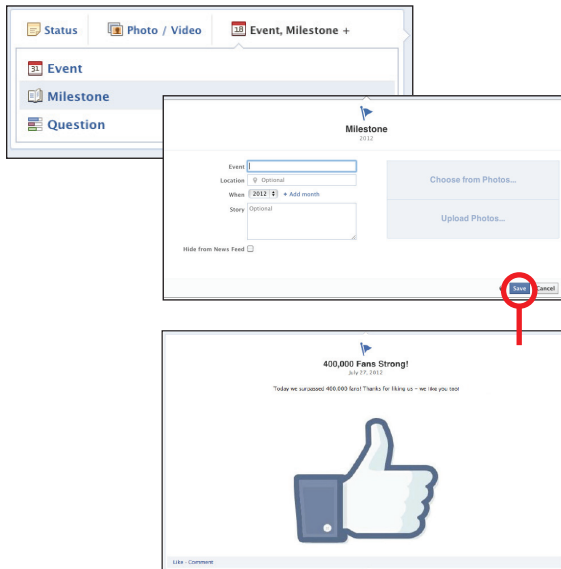 Status Photo / Video 18 Event, Milestone +
31 Event
Milestone
Question
Milestone
2012
Event
Location Optional
When 2012 + Add month
Story Optional
Hide from News Feed
Choose from Photos...
Upload Photos...
Save Cancel
400,000 Fans Strong!
July 27, 2012
Today we surpassed 400,000 fans! Thanks for liking us - we like you too!
Like · Comment